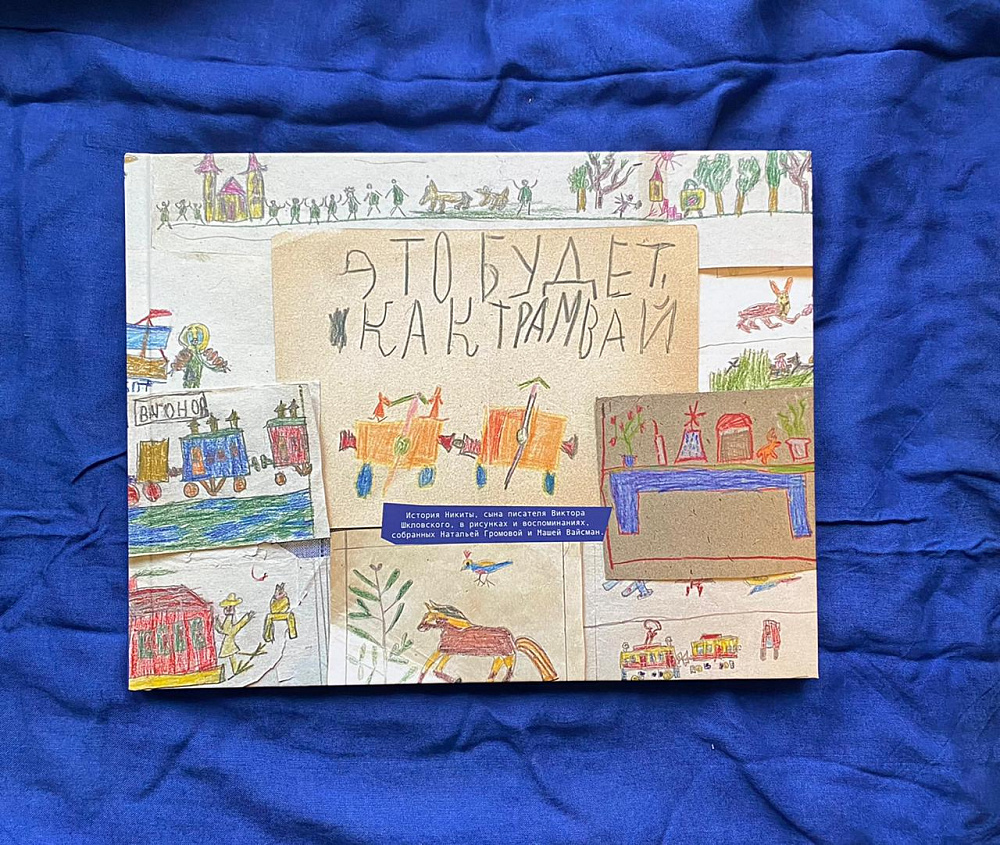 ЭТО БУДЕТ,
КАК ТРАМВАЙ
ВАГОНОВ
История Никиты, сына писателя Виктора
Шкловского, в рисунках и воспоминаниях,
собранных Натальей Громовой и Машей Вайсман.